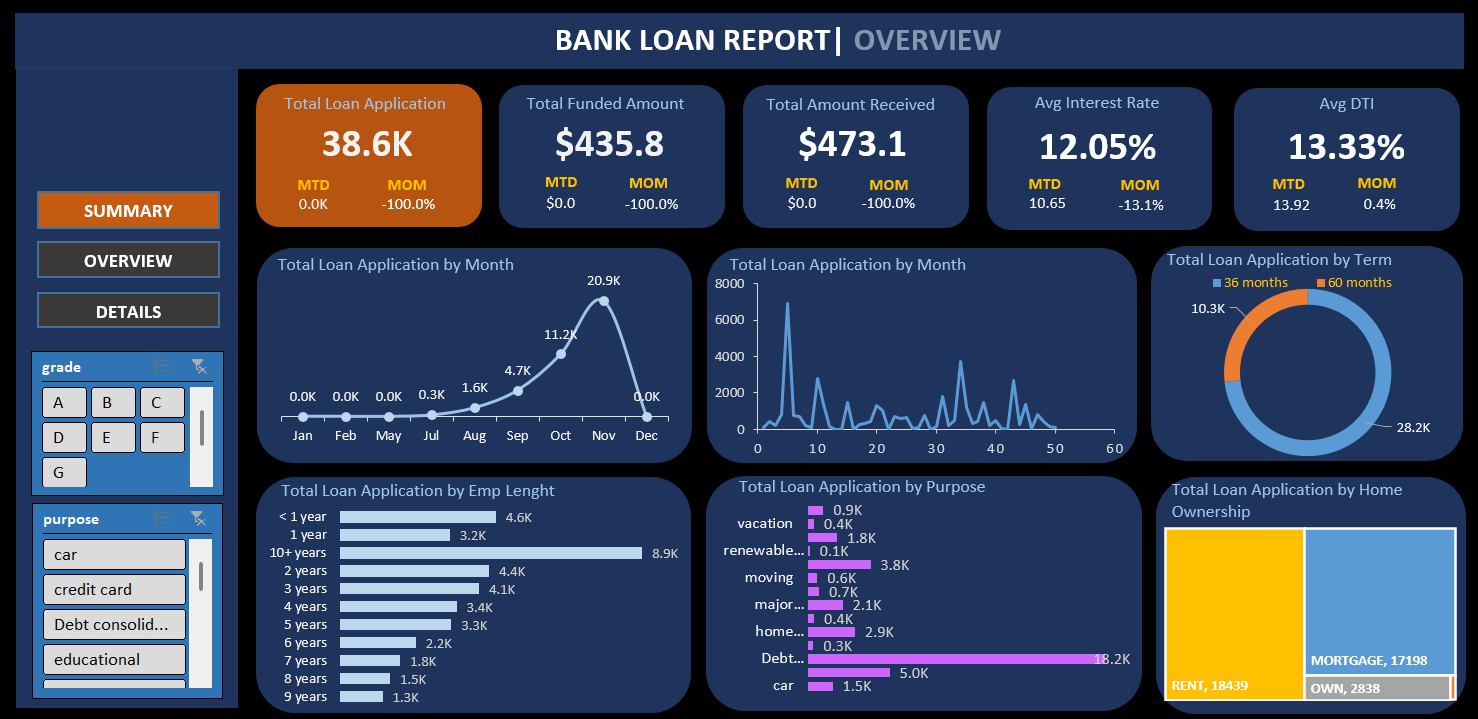 BANK LOAN REPORT| OVERVIEW
SUMMARY
OVERVIEW
DETAILS
grade
A B C
D E F
G
purpose
car
credit card
Debt consolid...
educational
Total Loan Application
38.6K
MTD MOM
0.0K -100.0%
Total Funded Amount
$435.8
MTD MOM
$0.0 -100.0%
Total Amount Received
$473.1
MTD MOM
$0.0 -100.0%
Avg Interest Rate
12.05%
MTD MOM
10.65 -13.1%
Avg DTI
13.33%
MTD MOM
13.92 0.4%
Total Loan Application by Month
20.9K
11.2K
4.7K
1.6K
0.0K 0.0K 0.0K 0.3K 0.0K
Jan Feb May Jul Aug Sep Oct Nov Dec
Total Loan Application by Month
8000
6000
4000
2000
0
0 10 20 30 40 50 60
Total Loan Application by Term
36 months 60 months
10.3K
28.2K
Total Loan Application by Emp Lenght
< 1 year 4.6K
1 year 3.2K
10+ years 8.9K
2 years 4.4K
3 years 4.1K
4 years 3.4K
5 years 3.3K
6 years 2.2K
7 years 1.8K
8 years 1.5K
9 years 1.3K
Total Loan Application by Purpose
0.9K
vacation 0.4K
1.8K
renewable... 0.1K
3.8K
moving 0.6K
0.7K
major... 2.1K
0.4K
home... 2.9K
0.3K
Debt... 18.2K
5.0K
car 1.5K
Total Loan Application by Home
Ownership
MORTGAGE, 17198
RENT, 18439
OWN, 2838